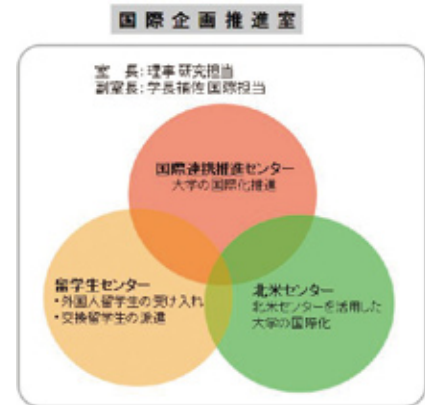 国際企画推進室
室　長：理事研究担当
副室長：学長補佐国際担当
国際連携推進センター
大学の国際化推進
留学生センター
・外国人留学生の受け入れ
・交換留学生の派遣
北米センター
北米センターを活用した
大学の国際化